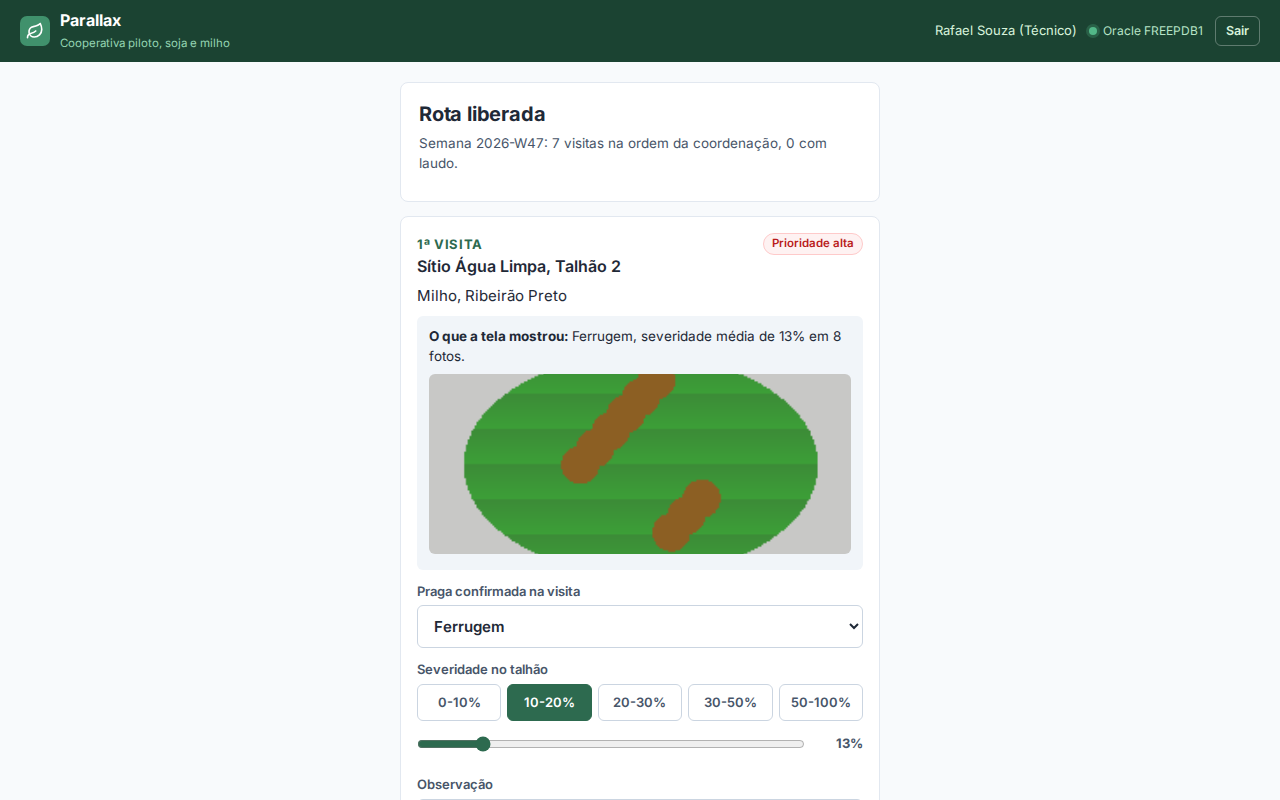 Parallax
Cooperativa piloto, soja e milho
Rafael Souza (Técnico)
Oracle FREEPDB1
Sair
Rota liberada
Semana 2026-W47: 7 visitas na ordem da coordenação, 0 com
laudo.
1ª VISITA
Prioridade alta
Sítio Água Limpa, Talhão 2
Milho, Ribeirão Preto
O que a tela mostrou: Ferrugem, severidade média de 13% em 8
fotos.
Praga confirmada na visita
Ferrugem
Severidade no talhão
0-10%
10-20%
20-30%
30-50%
50-100%
13%
Observação